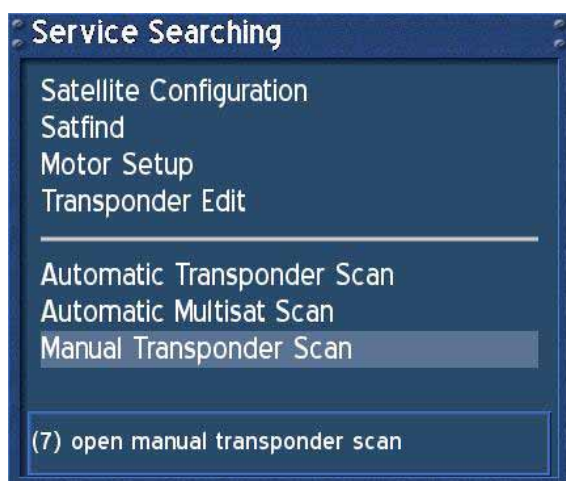 Service Searching
Satellite Configuration
Satfind
Motor Setup
Transponder Edit
Automatic Transponder Scan
Automatic Multisat Scan
Manual Transponder Scan
(7) open manual transponder scan